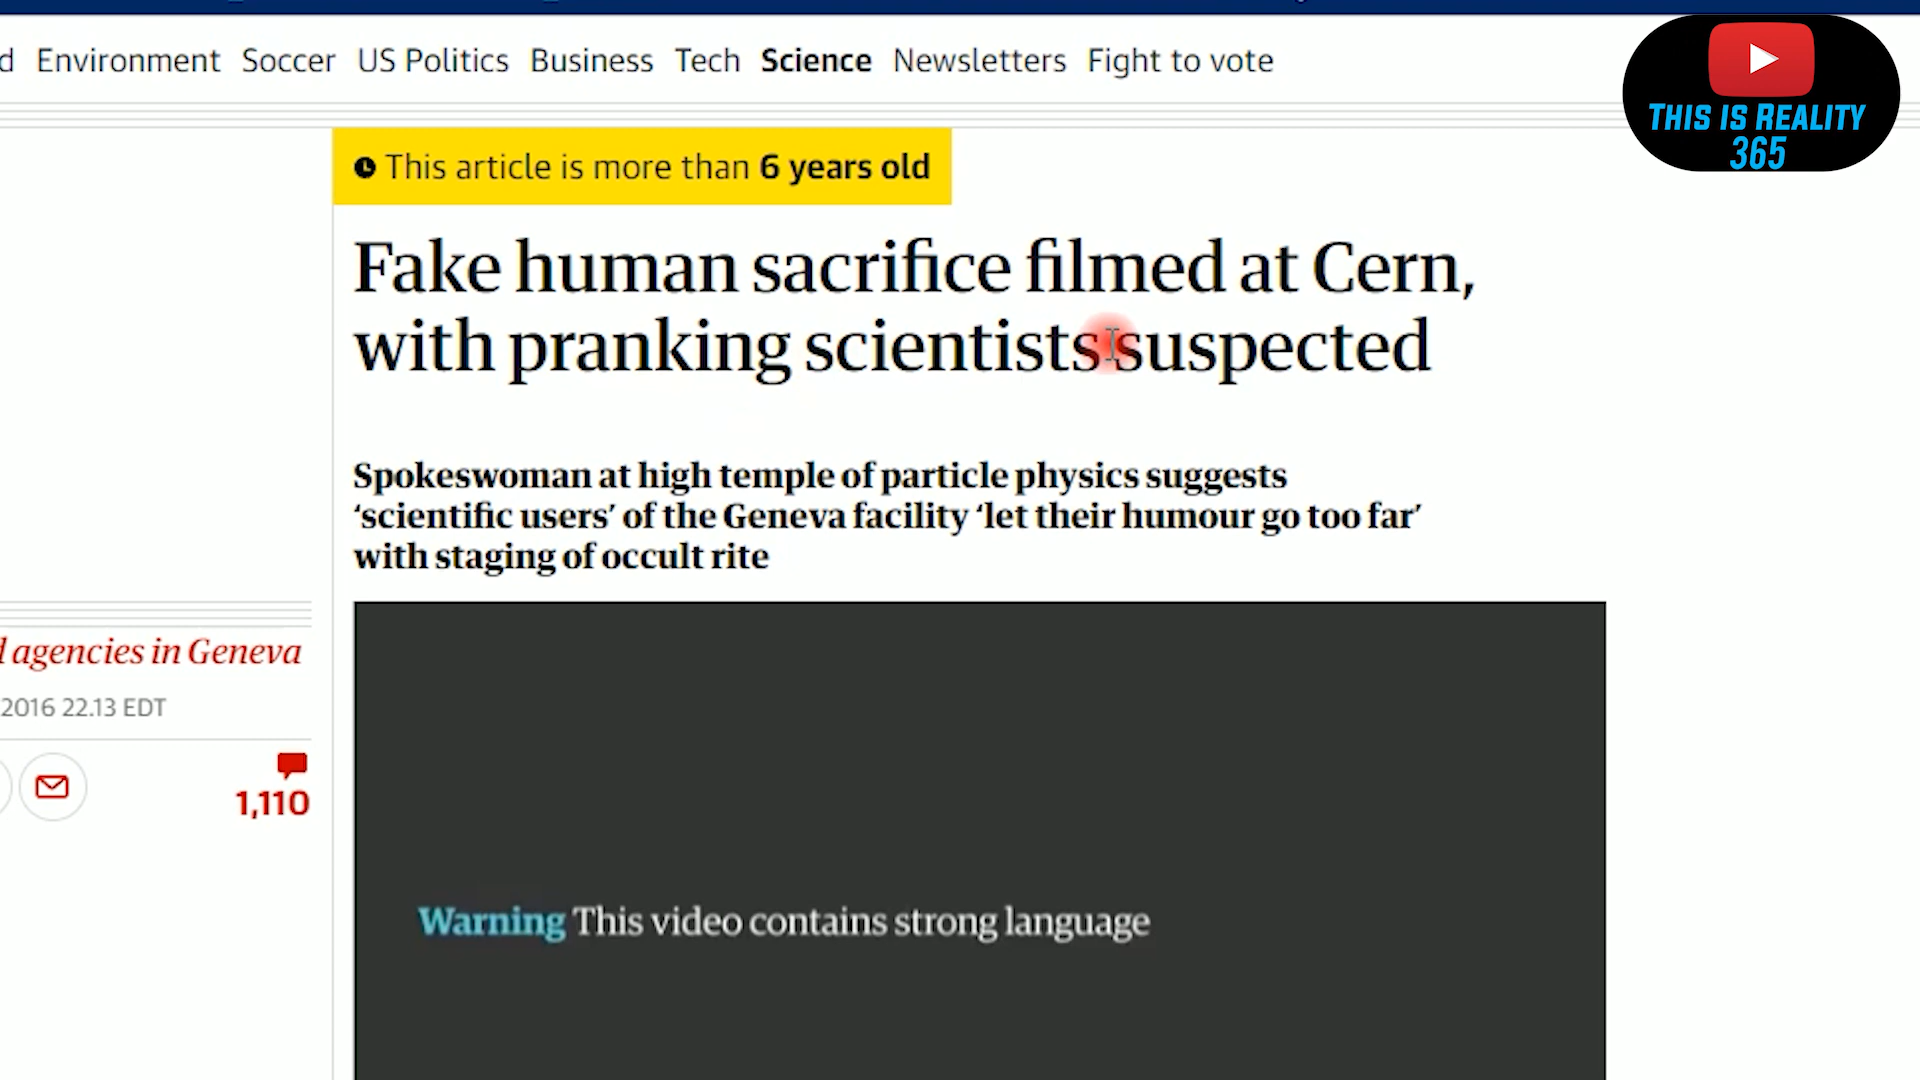 d Environment Soccer US Politics Business Tech Science Newsletters Fight to vote
THIS IS REALITY
365
This article is more than 6 years old
Fake human sacrifice filmed at Cern,
with pranking scientists suspected
Spokeswoman at high temple of particle physics suggests
‘scientific users’ of the Geneva facility ‘let their humour go too far’
with staging of occult rite
d agencies in Geneva
2016 22.13 EDT
1,110
Warning This video contains strong language